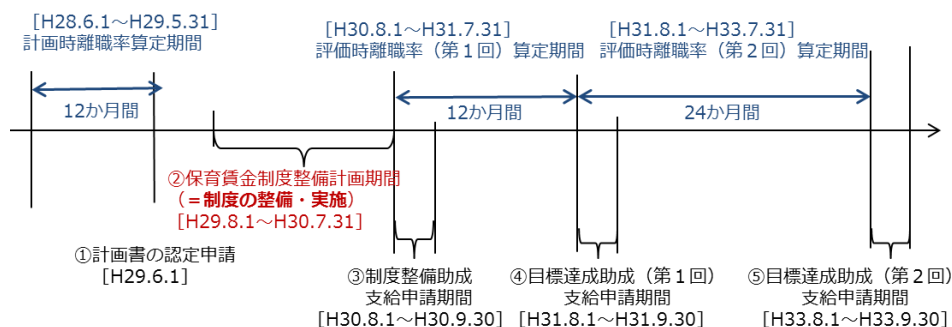 [H28.6.1～H29.5.31]
計画時離職率算定期間
[H30.8.1～H31.7.31]
評価時離職率（第１回）算定期間
[H31.8.1～H33.7.31]
評価時離職率（第２回）算定期間
12か月間
12か月間
24か月間
②保育賃金制度整備計画期間
（＝制度の整備・実施）
[H29.8.1～H30.7.31]
①計画書の認定申請
[H29.6.1]
③制度整備助成
支給申請期間
[H30.8.1～H30.9.30]
④目標達成助成（第１回）
支給申請期間
[H31.8.1～H31.9.30]
⑤目標達成助成（第２回）
支給申請期間
[H33.8.1～H33.9.30]